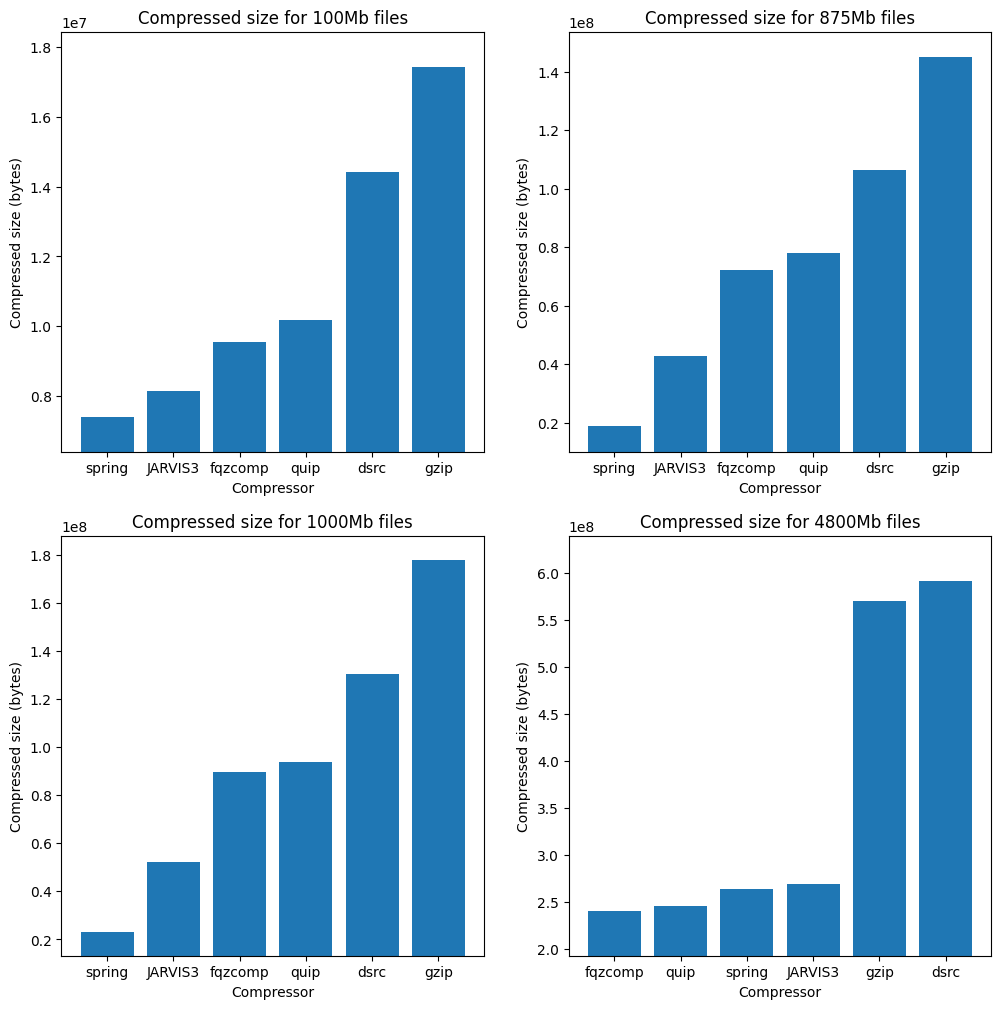 Compressed size for 100Mb files
1e7
1.8
1.6
1.4
1.2
1.0
0.8
Compressed size (bytes)
spring JARVIS3 fqzcomp quip dsrc gzip
Compressor
Compressed size for 875Mb files
1e8
1.4
1.2
1.0
0.8
0.6
0.4
0.2
Compressed size (bytes)
spring JARVIS3 fqzcomp quip dsrc gzip
Compressor
Compressed size for 1000Mb files
1e8
1.8
1.6
1.4
1.2
1.0
0.8
0.6
0.4
0.2
Compressed size (bytes)
spring JARVIS3 fqzcomp quip dsrc gzip
Compressor
Compressed size for 4800Mb files
1e8
6.0
5.5
5.0
4.5
4.0
3.5
3.0
2.5
2.0
Compressed size (bytes)
fqzcomp quip spring JARVIS3 gzip dsrc
Compressor